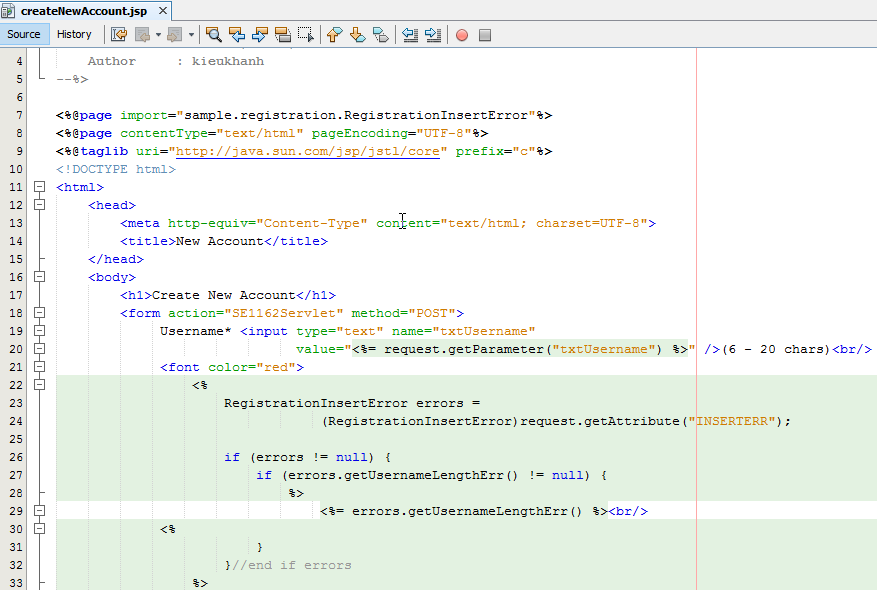 createNewAccount.jsp
Source History
4 Author : kieukhanh
5 --%>
6
7 <%@page import="sample.registration.RegistrationInsertError"%>
8 <%@page contentType="text/html" pageEncoding="UTF-8"%>
9 <%@taglib uri="http://java.sun.com/jsp/jstl/core" prefix="c"%>
10 <!DOCTYPE html>
11 <html>
12 <head>
13 <meta http-equiv="Content-Type" content="text/html; charset=UTF-8">
14 <title>New Account</title>
15 </head>
16 <body>
17 <h1>Create New Account</h1>
18 <form action="SE1162Servlet" method="POST">
19 Username* <input type="text" name="txtUsername"
20 value="<%= request.getParameter("txtUsername") %>" />(6 - 20 chars)<br/>
21 <font color="red">
22 <%
23 RegistrationInsertError errors =
24 (RegistrationInsertError)request.getAttribute("INSERTERR");
25
26 if (errors != null) {
27 if (errors.getUsernameLengthErr() != null) {
28 %>
29 <%= errors.getUsernameLengthErr() %><br/>
30 <%
31 }
32 }//end if errors
33 %>